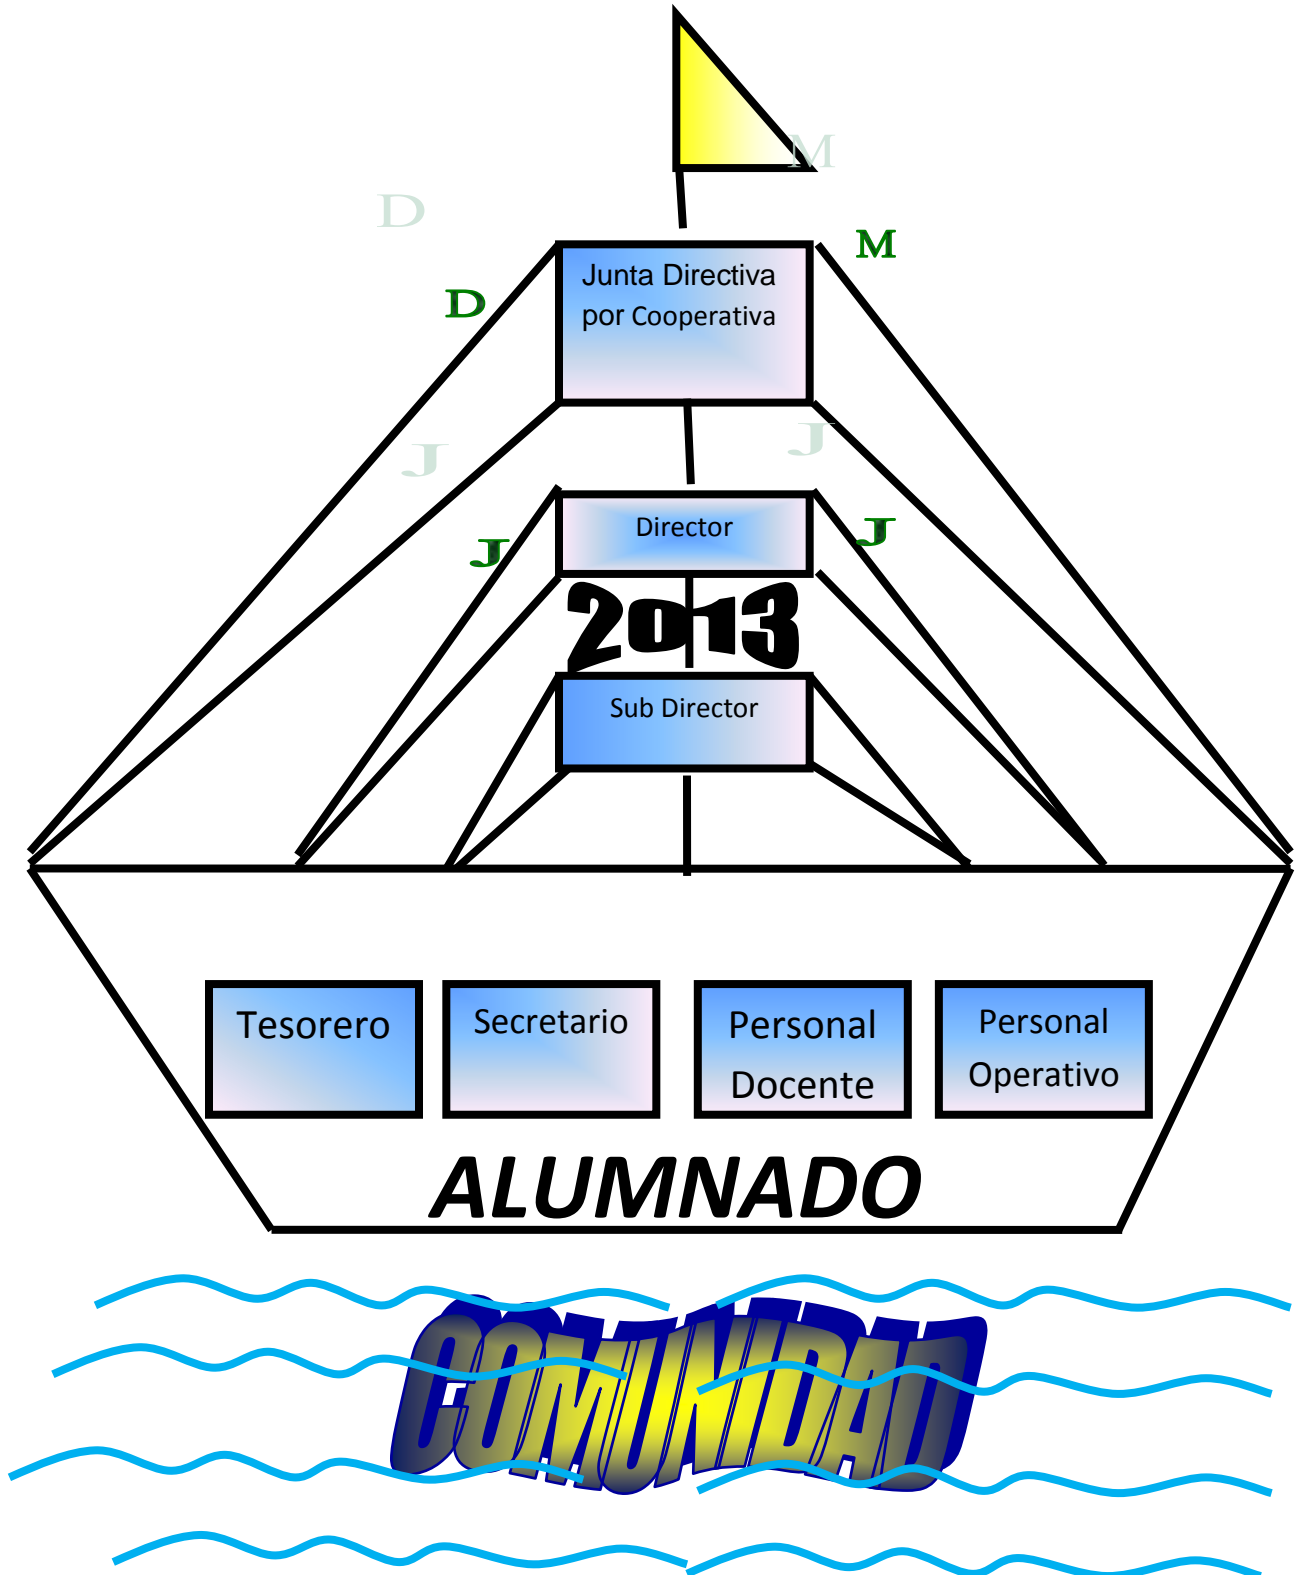 M
D
M
D
Junta Directiva
por Cooperativa
J
J
Director
J
J
2013
Sub Director
Tesorero
Secretario
Personal
Docente
Personal
Operativo
ALUMNADO
COMUNIDAD